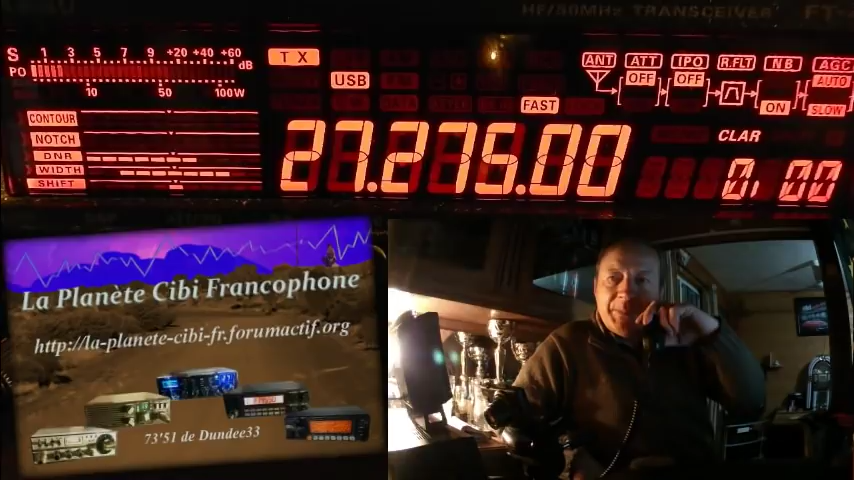 HF/50MHz TRANSCEIVER FT-
S 1 3 5 7 9 +20 +40 +60 dB
PO 10 50 100W
TX
USB
FAST
ANT ATT IPO R.FLT NB AGC
OFF OFF AUTO
ON SLOW
CONTOUR
NOTCH
DNR
WIDTH
SHIFT
27.275.00
CLAR
0.00
La Planète Cibi Francophone
http://la-planete-cibi-fr.forumactif.org
73'51 de Dundee33